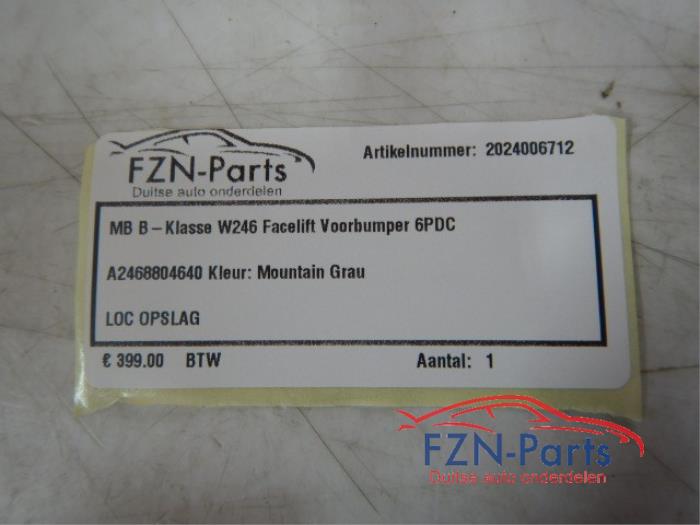 FZN-Parts
Duitse auto onderdelen
Artikelnummer: 2024006712
MB B-Klasse W246 Facelift Voorbumper 6PDC
A2468804640 Kleur: Mountain Grau
LOC OPSLAG
€ 399.00 BTW
Aantal: 1
FZN-Parts
Duitse auto onderdelen